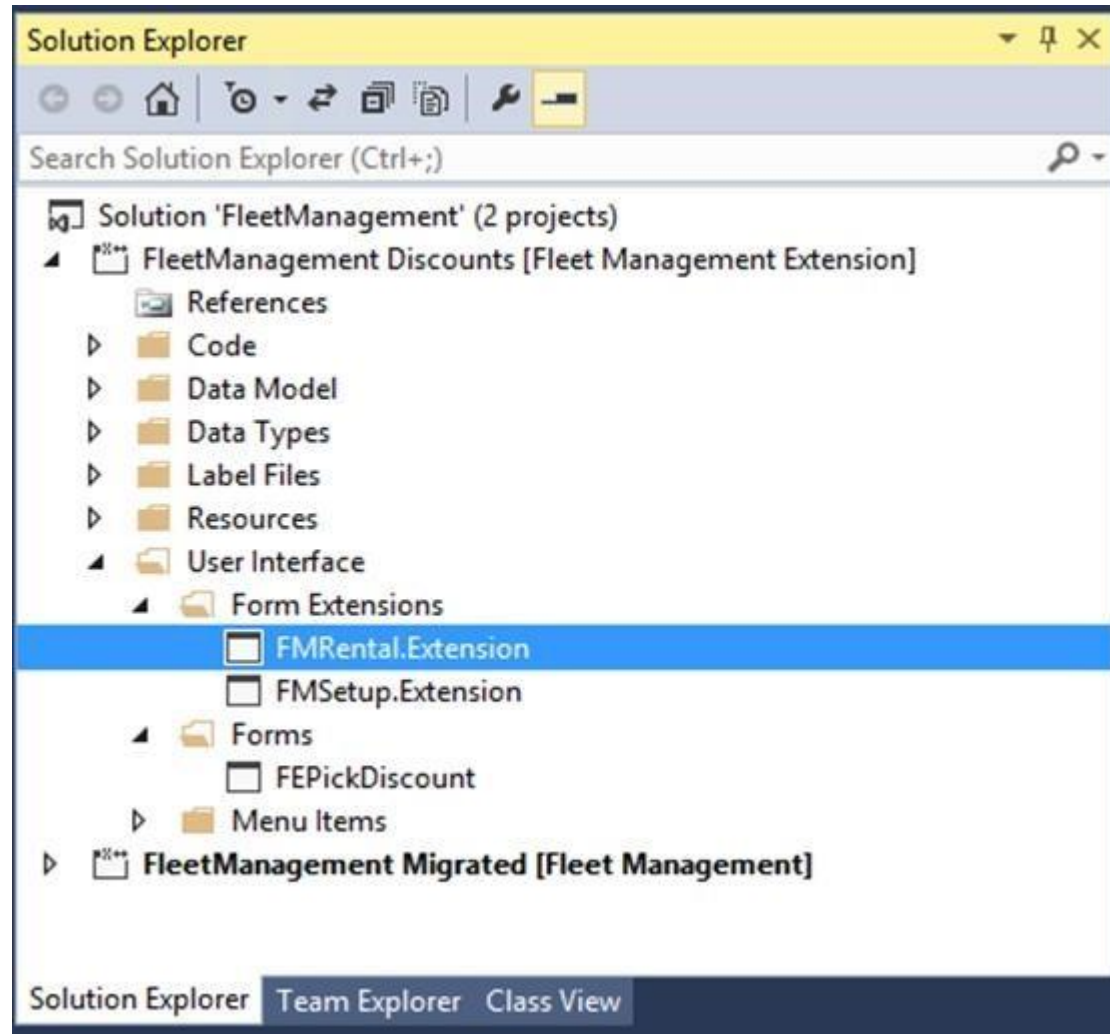 Solution Explorer
Search Solution Explorer (Ctrl+;)
Solution 'FleetManagement' (2 projects)
FleetManagement Discounts [Fleet Management Extension]
References
Code
Data Model
Data Types
Label Files
Resources
User Interface
Form Extensions
FMRental.Extension
FMSetup.Extension
Forms
FEPickDiscount
Menu Items
FleetManagement Migrated [Fleet Management]
Solution Explorer Team Explorer Class View